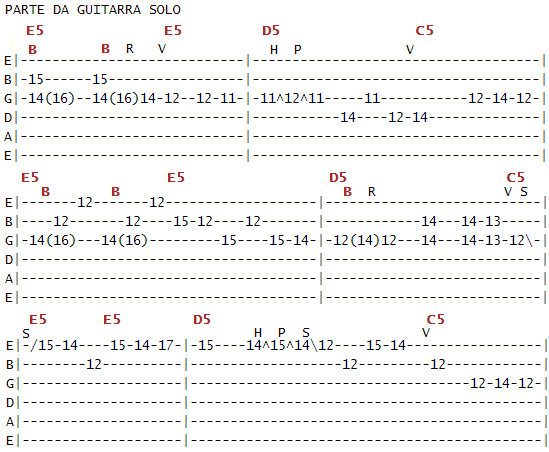 PARTE DA GUITARRA SOLO
E5 E5 D5 C5
B B R V H P V
E|-----------------------------|-------------------------------------|
B|-15------15------------------|-------------------------------------|
G|-14(16)--14(16)14-12--12-11-|-11^12^11-----11-----------12-14-12-|
D|-----------------------------|-----------14----12-14---------------|
A|-----------------------------|-------------------------------------|
E|-----------------------------|-------------------------------------|
E5 E5 D5 C5
B B B R V S
E|-------12------12--------------------|---------------------------|
B|----12-------12----15-12---12--------|------------14---14-13-----|
G|-14(16)---14(16)---------15----15-14-|-12(14)12---14---14-13-12\-|
D|--------------------------------------|---------------------------|
A|--------------------------------------|---------------------------|
E|--------------------------------------|---------------------------|
E5 E5 D5 C5
S H P S V
E|-/15-14----15-14-17-|-15----14^15^14\12----15-14-----------------|
B|--------12----------|-------------------12---------12------------|
G|--------------------|-----------------------------------12-14-12-|
D|--------------------|--------------------------------------------|
A|--------------------|--------------------------------------------|
E|--------------------|--------------------------------------------|